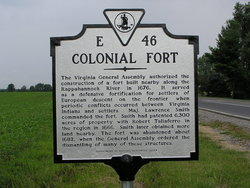 E 46
COLONIAL FORT
The Virginia General Assembly authorized the
construction of a fort built nearby along the
Rappahannock River in 1676. It served
as a defensive fortification for settlers of
European descent on the frontier when
periodic conflicts occurred between Virginia
Indians and settlers. Maj. Lawrence Smith
commanded the fort. Smith had patented 6,300
acres of property with Robert Taliaferro in
the region in 1666. Smith later obtained more
land nearby. The fort was abandoned about
1682, when the General Assembly ordered the
dismantling of many of these structures.